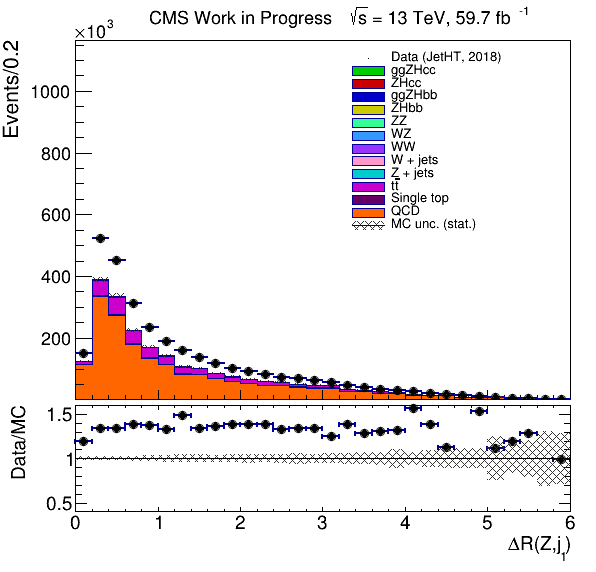 CMS Work in Progress √s = 13 TeV, 59.7 fb⁻¹
×10³
Events/0.2
1000
800
600
400
200
Data (JetHT, 2018)
ggZHcc
ZHcc
ggZHbb
ZHbb
ZZ
WZ
WW
W + jets
Z + jets
tt̅
Single top
QCD
MC unc. (stat.)
Data/MC
1.5
1
0.5
0 1 2 3 4 5 6
ΔR(Z,j₁)